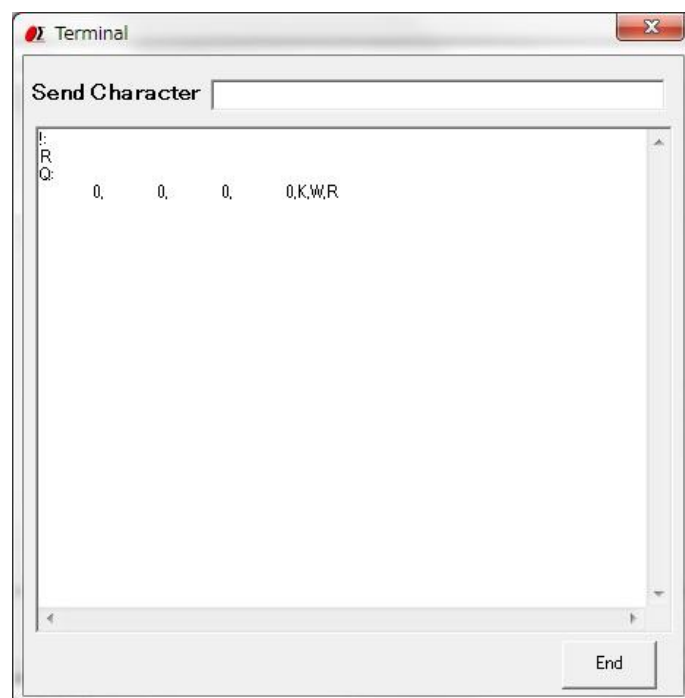 Terminal
Send Character
!:
R
Q:
0, 0, 0, 0,K,W,R
End